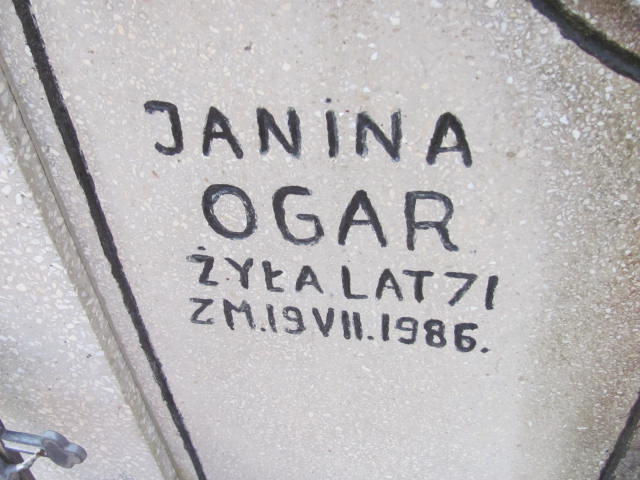 JANINA
OGAR
ŻYŁA LAT 71
ZM. 19 VII. 1986.